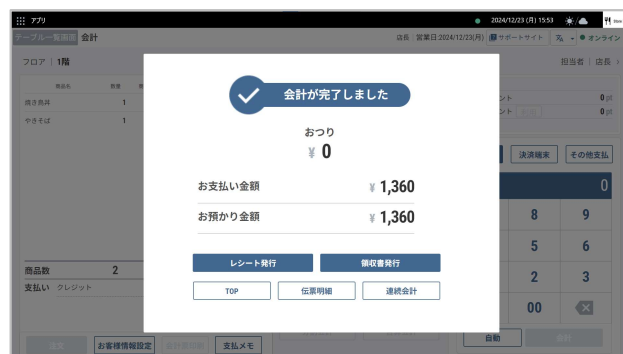 アプリ
2024/12/23 (月) 15:53
テーブル一覧画面 会計
店長 営業日:2024/12/23(月) サポートサイト オンライン
フロア 1階
担当者 店長
商品名 数量
焼き鳥丼 1
やきそば 1
会計が完了しました
おつり
¥ 0
お支払い金額 ¥ 1,360
お預かり金額 ¥ 1,360
レシート発行 領収書発行
TOP 伝票明細 連続会計
0 pt
0 pt
決済端末 その他支払
0
8 9
5 6
2 3
00
商品数 2
支払い クレジット
注文 お客様情報設定 支払メモ
自動 会計